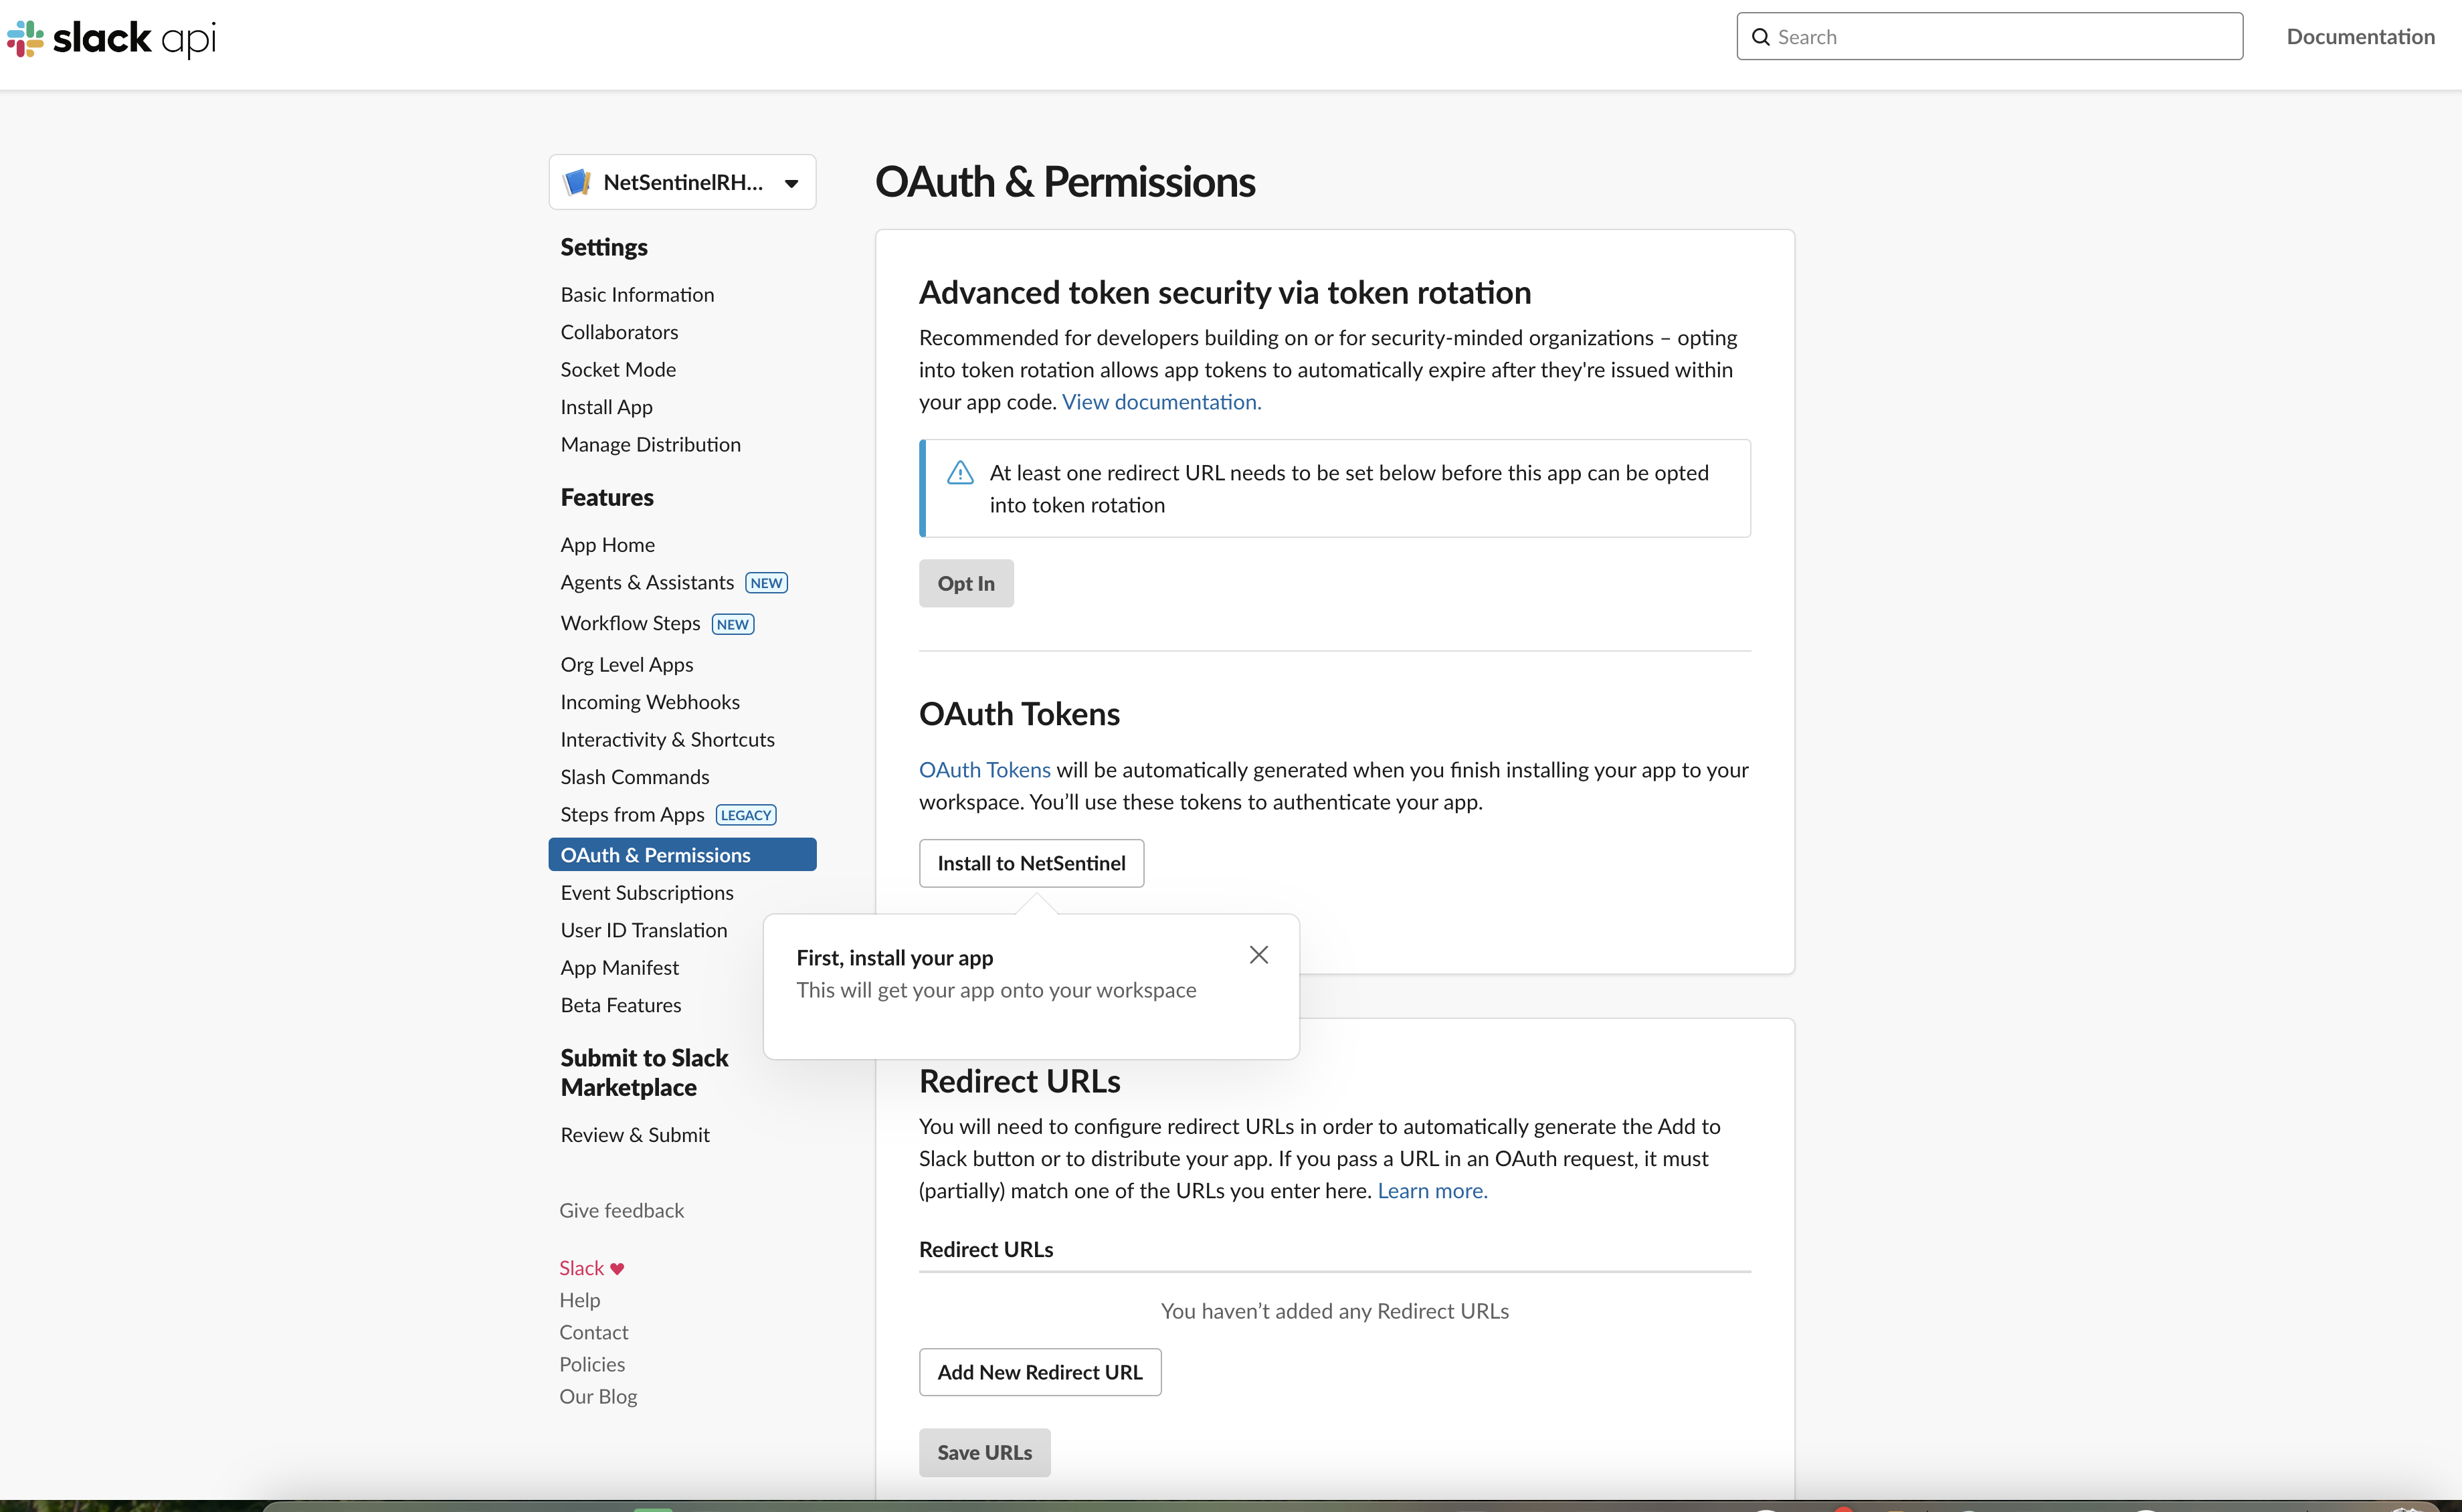 slack api
Search
Documentation
NetSentinelRH...
Settings
Basic Information
Collaborators
Socket Mode
Install App
Manage Distribution
Features
App Home
Agents & Assistants NEW
Workflow Steps NEW
Org Level Apps
Incoming Webhooks
Interactivity & Shortcuts
Slash Commands
Steps from Apps LEGACY
OAuth & Permissions
Event Subscriptions
User ID Translation
App Manifest
Beta Features
Submit to Slack
Marketplace
Review & Submit
Give feedback
Slack ♥
Help
Contact
Policies
Our Blog
OAuth & Permissions
Advanced token security via token rotation
Recommended for developers building on or for security-minded organizations – opting
into token rotation allows app tokens to automatically expire after they're issued within
your app code. View documentation.
At least one redirect URL needs to be set below before this app can be opted
into token rotation
Opt In
OAuth Tokens
OAuth Tokens will be automatically generated when you finish installing your app to your
workspace. You’ll use these tokens to authenticate your app.
Install to NetSentinel
First, install your app
This will get your app onto your workspace
Redirect URLs
You will need to configure redirect URLs in order to automatically generate the Add to
Slack button or to distribute your app. If you pass a URL in an OAuth request, it must
(partially) match one of the URLs you enter here. Learn more.
Redirect URLs
You haven’t added any Redirect URLs
Add New Redirect URL
Save URLs